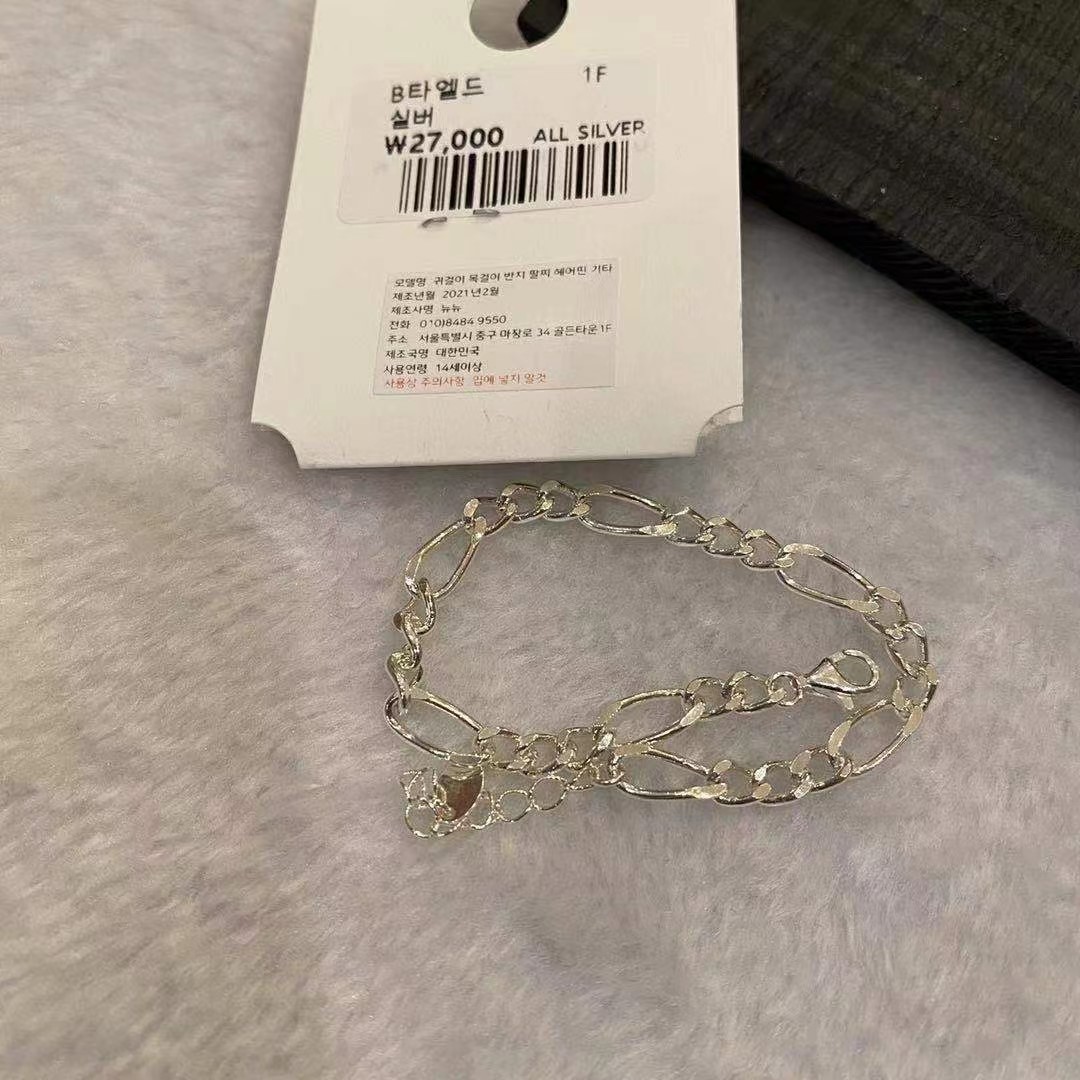 B타엘드 1F
실버
₩27,000 ALL SILVER
모델명 귀걸이 목걸이 반지 팔찌 헤어핀 기타
제조년월 2021년2월
제조사명 뉴뉴
전화 010)8484 9550
주소 서울특별시 중구 마장로 34 골든타운1F
제조국명 대한민국
사용연령 14세이상
사용상 주의사항 입에 넣지 말것